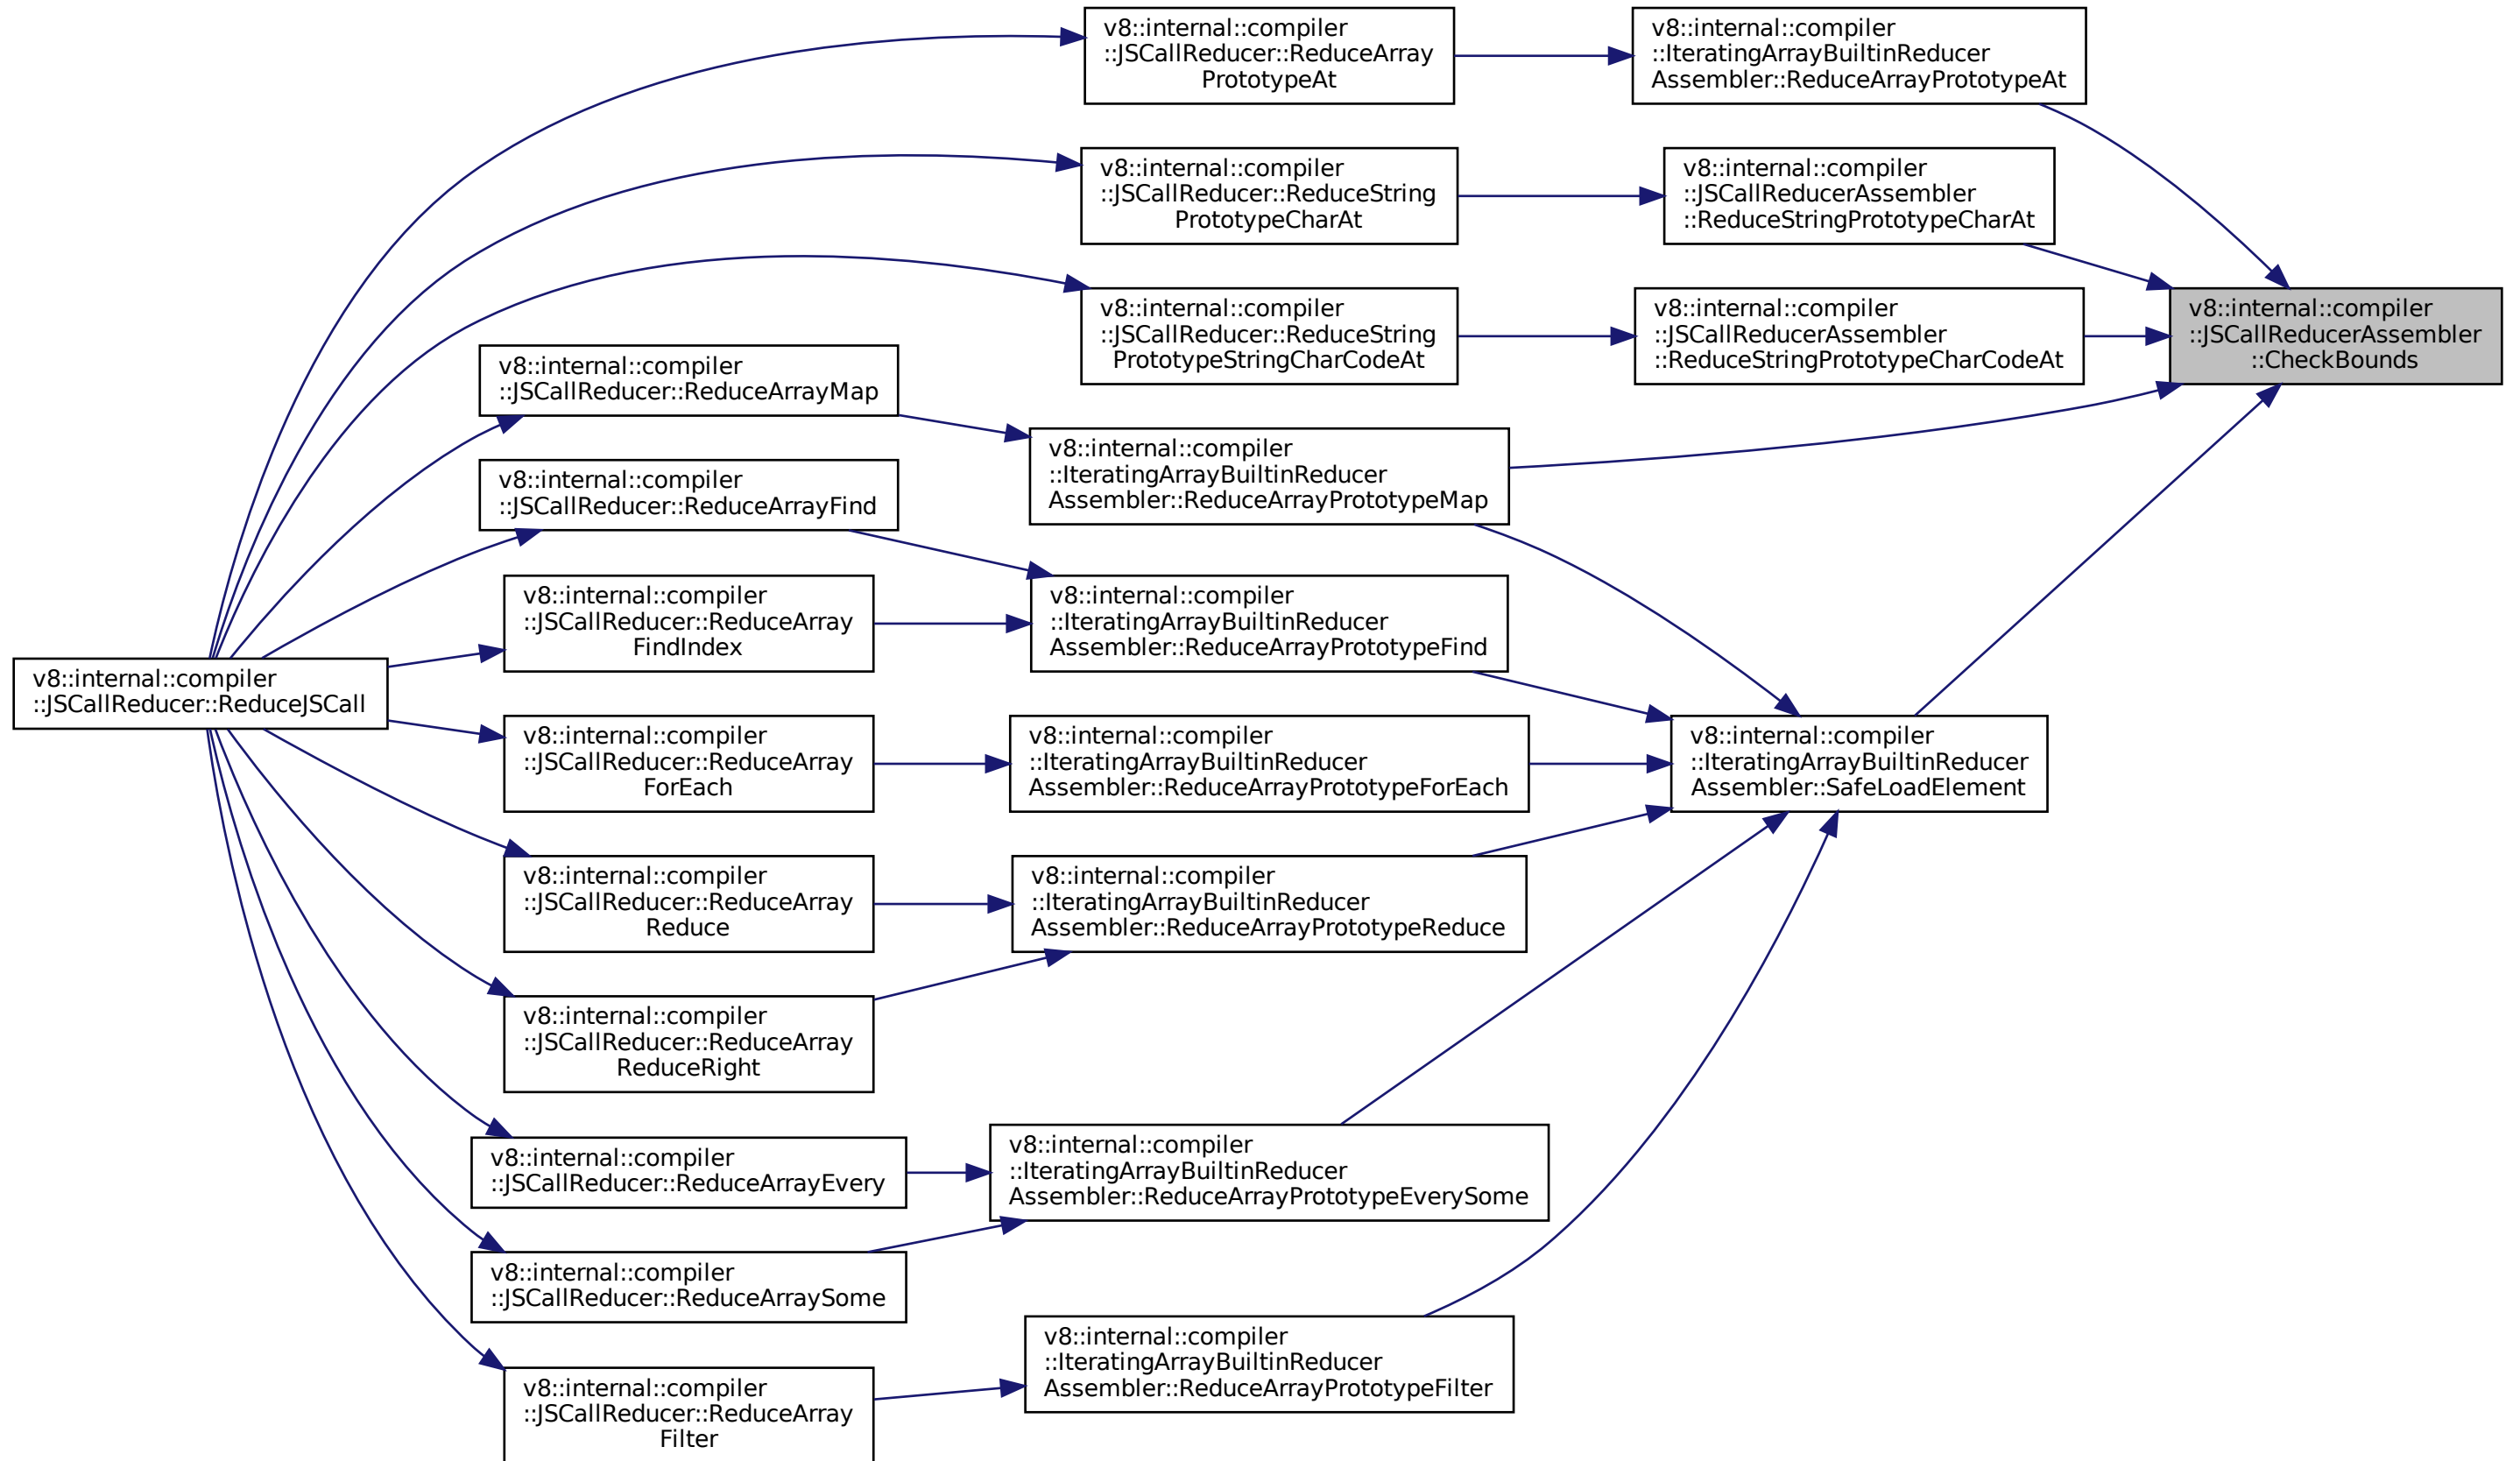 v8::internal::compiler
::JSCallReducer::ReduceArray
PrototypeAt
v8::internal::compiler
::IteratingArrayBuiltinReducer
Assembler::ReduceArrayPrototypeAt
v8::internal::compiler
::JSCallReducer::ReduceString
PrototypeCharAt
v8::internal::compiler
::JSCallReducerAssembler
::ReduceStringPrototypeCharAt
v8::internal::compiler
::JSCallReducer::ReduceString
PrototypeStringCharCodeAt
v8::internal::compiler
::JSCallReducerAssembler
::ReduceStringPrototypeCharCodeAt
v8::internal::compiler
::JSCallReducerAssembler
::CheckBounds
v8::internal::compiler
::JSCallReducer::ReduceArrayMap
v8::internal::compiler
::IteratingArrayBuiltinReducer
Assembler::ReduceArrayPrototypeMap
v8::internal::compiler
::JSCallReducer::ReduceArrayFind
v8::internal::compiler
::JSCallReducer::ReduceArray
FindIndex
v8::internal::compiler
::IteratingArrayBuiltinReducer
Assembler::ReduceArrayPrototypeFind
v8::internal::compiler
::JSCallReducer::ReduceJSCall
v8::internal::compiler
::JSCallReducer::ReduceArray
ForEach
v8::internal::compiler
::IteratingArrayBuiltinReducer
Assembler::ReduceArrayPrototypeForEach
v8::internal::compiler
::IteratingArrayBuiltinReducer
Assembler::SafeLoadElement
v8::internal::compiler
::JSCallReducer::ReduceArray
Reduce
v8::internal::compiler
::IteratingArrayBuiltinReducer
Assembler::ReduceArrayPrototypeReduce
v8::internal::compiler
::JSCallReducer::ReduceArray
ReduceRight
v8::internal::compiler
::JSCallReducer::ReduceArrayEvery
v8::internal::compiler
::IteratingArrayBuiltinReducer
Assembler::ReduceArrayPrototypeEverySome
v8::internal::compiler
::JSCallReducer::ReduceArraySome
v8::internal::compiler
::IteratingArrayBuiltinReducer
Assembler::ReduceArrayPrototypeFilter
v8::internal::compiler
::JSCallReducer::ReduceArray
Filter